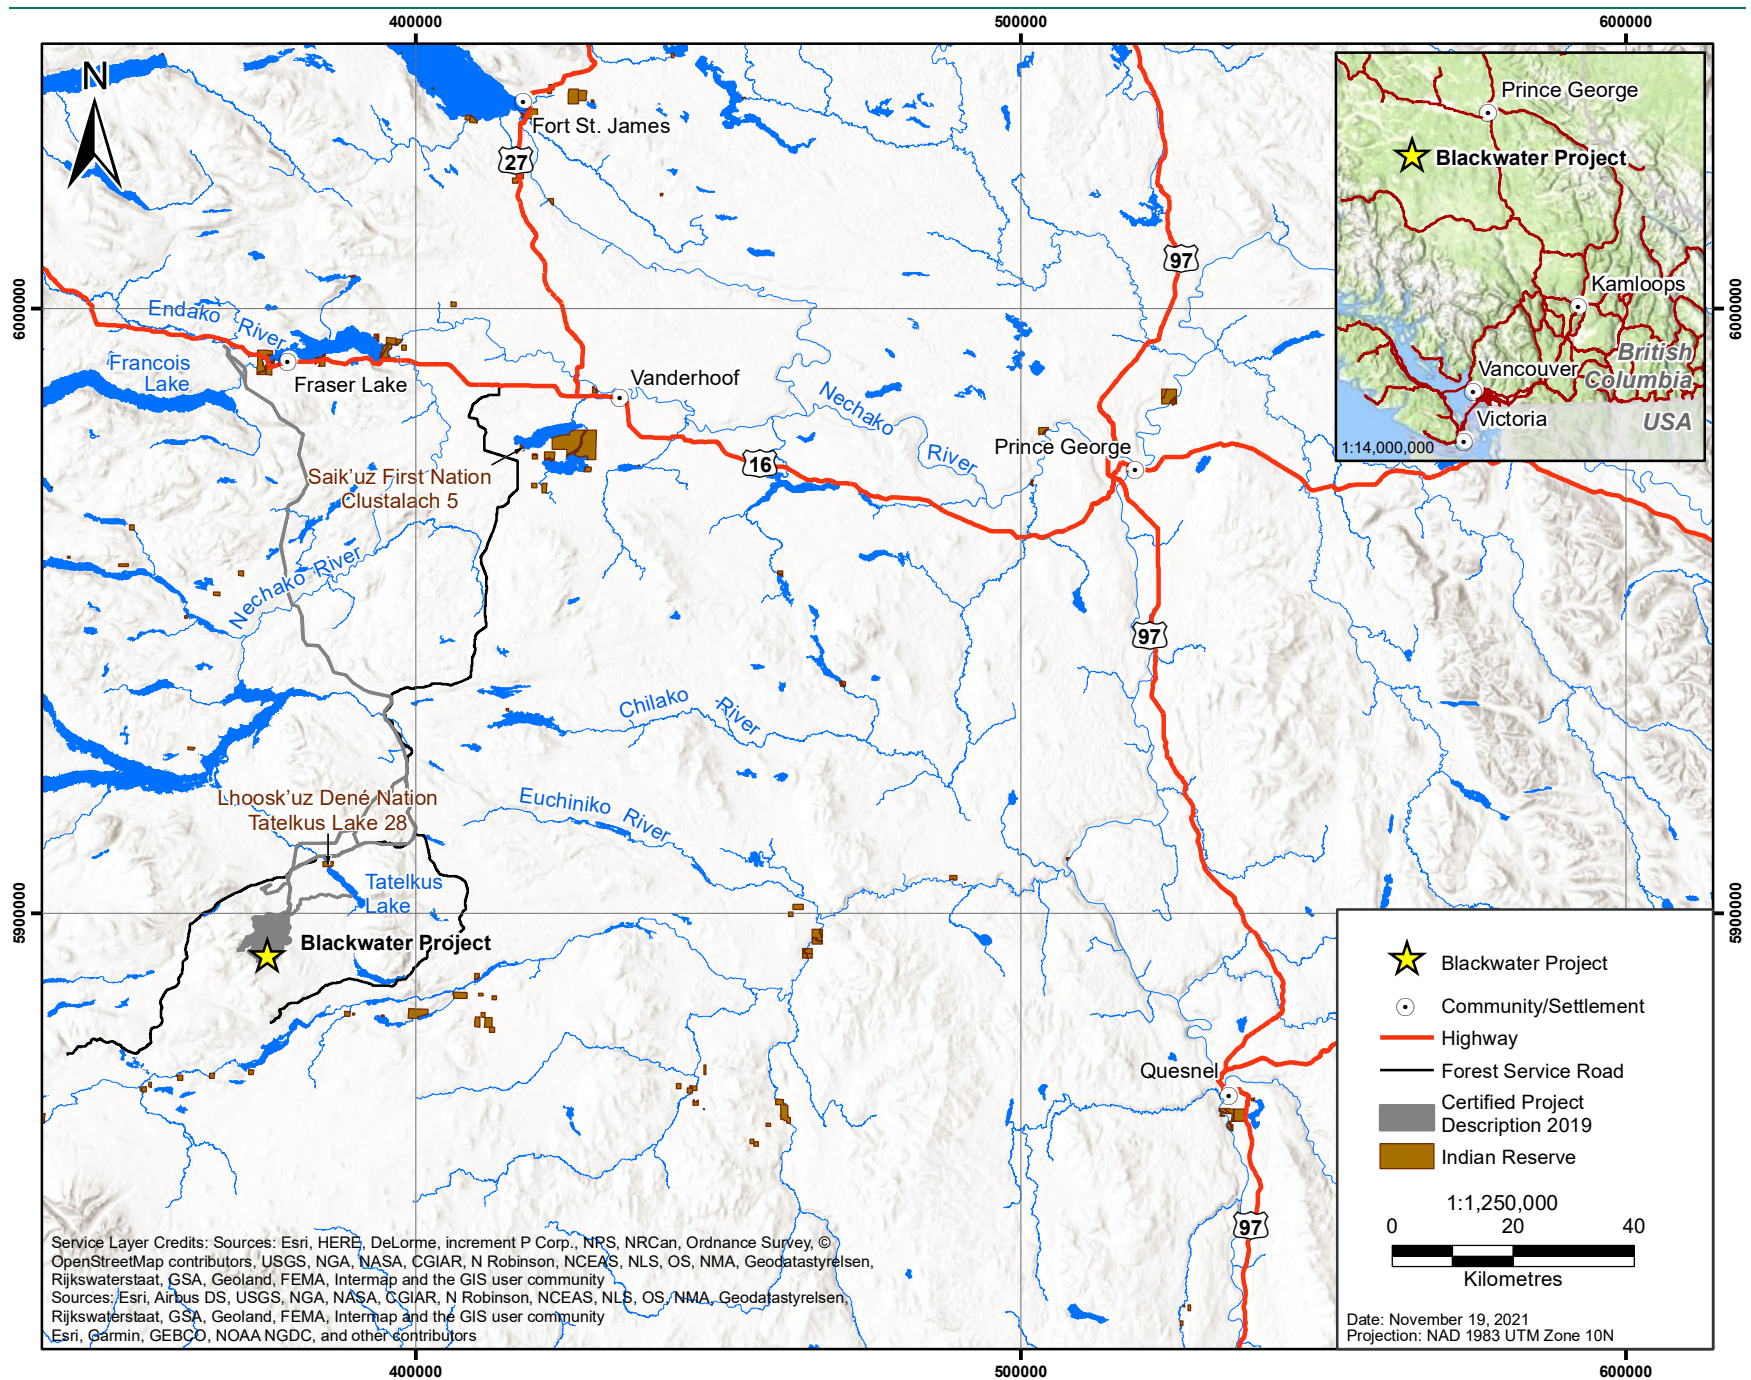 400000
500000
600000
N
Fort St. James
27
97
Prince George
Blackwater Project
Kamloops
British
Columbia
Vancouver
Victoria
USA
1:14,000,000
6000000
6000000
Endako River
Francois
Lake
Fraser Lake
Vanderhoof
Nechako River
Prince George
16
Saik'uz First Nation
Clustalach 5
Nechako River
97
Chilako River
Euchiniko River
Lhoosk'uz Dené Nation
Tatelkus Lake 28
Tatelkus
Lake
5900000
5900000
Blackwater Project
Quesnel
97
Blackwater Project
Community/Settlement
Highway
Forest Service Road
Certified Project
Description 2019
Indian Reserve
1:1,250,000
0 20 40
Kilometres
Date: November 19, 2021
Projection: NAD 1983 UTM Zone 10N
Service Layer Credits: Sources: Esri, HERE, DeLorme, increment P Corp., NPS, NRCan, Ordnance Survey, ©
OpenStreetMap contributors, USGS, NGA, NASA, CGIAR, N Robinson, NCEAS, NLS, OS, NMA, Geodatastyrelsen,
Rijkswaterstaat, GSA, Geoland, FEMA, Intermap and the GIS user community
Sources: Esri, Airbus DS, USGS, NGA, NASA, CGIAR, N Robinson, NCEAS, NLS, OS, NMA, Geodatastyrelsen,
Rijkswaterstaat, GSA, Geoland, FEMA, Intermap and the GIS user community
Esri, Garmin, GEBCO, NOAA NGDC, and other contributors
400000
500000
600000